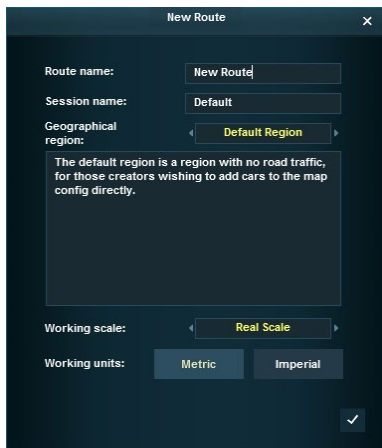 New Route
Route name:
New Route
Session name:
Default
Geographical
region:
Default Region
The default region is a region with no road traffic,
for those creators wishing to add cars to the map
config directly.
Working scale:
Real Scale
Working units:
Metric
Imperial